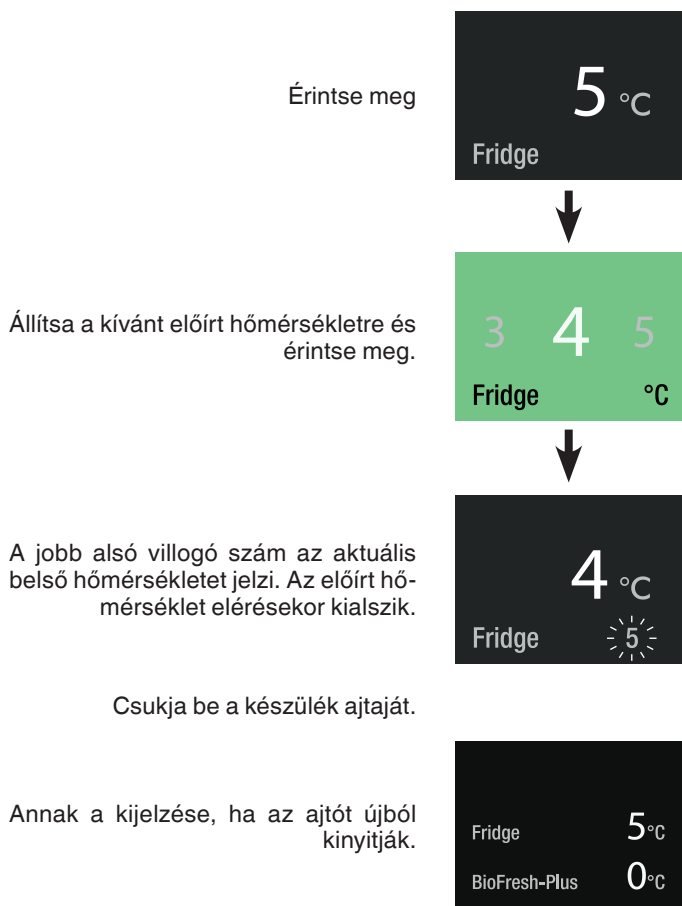 Érintse meg
5 °C
Fridge
Állítsa a kívánt előírt hőmérsékletre és
érintse meg.
3 4 5
Fridge °C
A jobb alsó villogó szám az aktuális
belső hőmérsékletet jelzi. Az előírt hő-
mérséklet elérésekor kialszik.
4 °C
Fridge 5
Csukja be a készülék ajtaját.
Annak a kijelzése, ha az ajtót újból
kinyitják.
Fridge 5°C
BioFresh-Plus 0°C